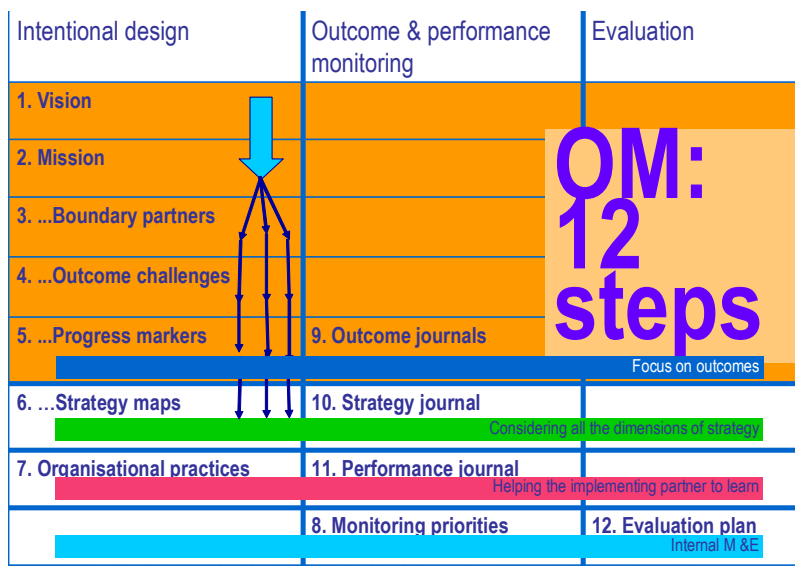 Intentional design
Outcome & performance
monitoring
Evaluation
1. Vision
2. Mission
3. ...Boundary partners
4. ...Outcome challenges
5. ...Progress markers
9. Outcome journals
OM:
12
steps
Focus on outcomes
6. ...Strategy maps
10. Strategy journal
Considering all the dimensions of strategy
7. Organisational practices
11. Performance journal
Helping the implementing partner to learn
8. Monitoring priorities
12. Evaluation plan
Internal M &E